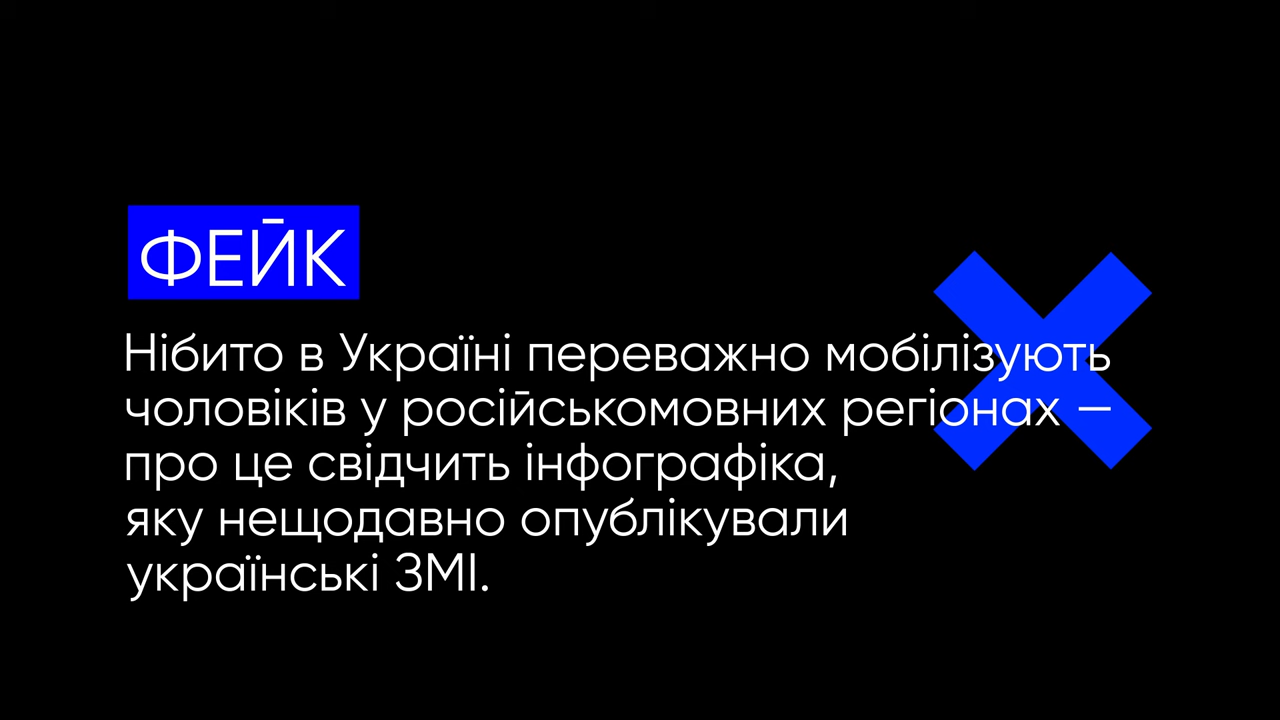 ФЕЙК
Нібито в Україні переважно мобілізують
чоловіків у російськомовних регіонах —
про це свідчить інфографіка,
яку нещодавно опублікували
українські ЗМІ.